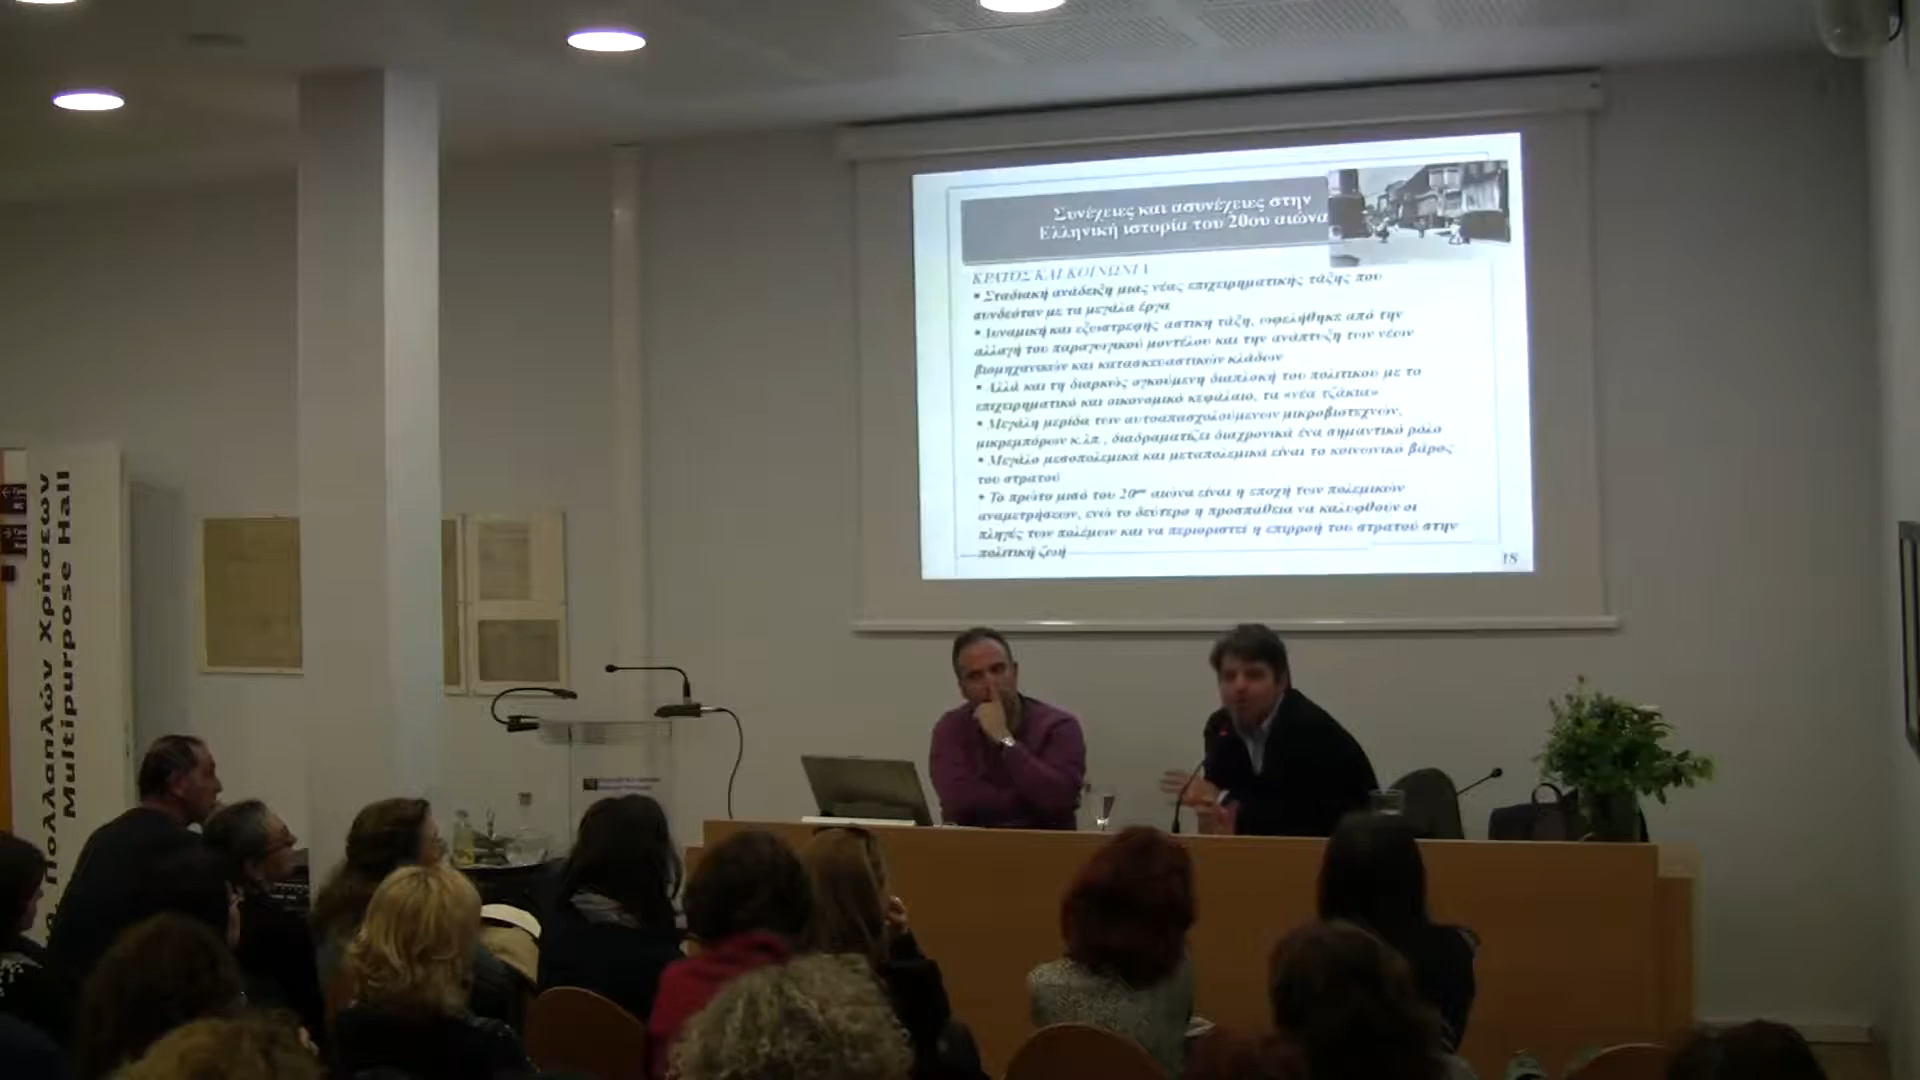 Συνέχειες και ασυνέχειες στην
Ελληνική ιστορία του 20ου αιώνα
ΚΡΑΤΟΣ ΚΑΙ ΚΟΙΝΩΝΙΑ
• Σταδιακή ανάδειξη μιας νέας επιχειρηματικής τάξης που
συνδεόταν με τα μεγάλα έργα
• Δυναμική και εξωστρεφής αστική τάξη, ωφελήθηκε από την
αλλαγή του παραγωγικού μοντέλου και την ανάπτυξη των νέων
βιομηχανικών και κατασκευαστικών κλάδων
• Αλλά και τη διαρκώς ογκούμενη διαπλοκή του πολιτικού με το
επιχειρηματικό και οικονομικό κεφάλαιο, τα «νέα τζάκια»
• Μεγάλη μερίδα των αυτοαπασχολούμενων μικροβιοτεχνών,
μικρεμπόρων κ.λπ., διαδραματίζει διαχρονικά ένα σημαντικό ρόλο
• Μεγάλο μεσοπολεμικά και μεταπολεμικά είναι το κοινωνικό βάρος
του στρατού
• Το πρώτο μισό του 20ου αιώνα είναι η εποχή των πολεμικών
αναμετρήσεων, ενώ το δεύτερο η προσπάθεια να καλυφθούν οι
πληγές των πολέμων και να περιοριστεί η επιρροή του στρατού στην
πολιτική ζωή
18
Πολλαπλών Χρήσεων
Multipurpose Hall